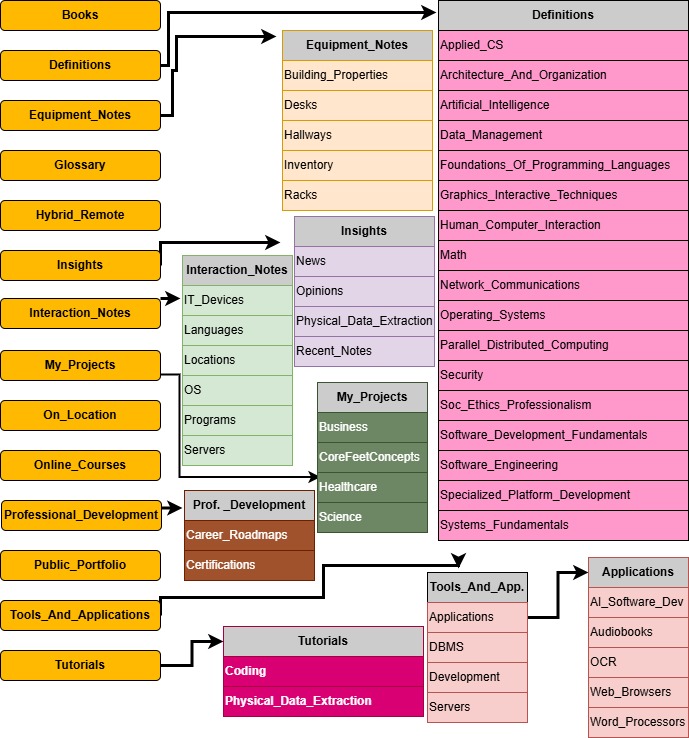 Books
Definitions
Equipment_Notes
Glossary
Hybrid_Remote
Insights
Interaction_Notes
My_Projects
On_Location
Online_Courses
Professional_Development
Public_Portfolio
Tools_And_Applications
Tutorials
Equipment_Notes
Building_Properties
Desks
Hallways
Inventory
Racks
Insights
News
Opinions
Physical_Data_Extraction
Recent_Notes
Interaction_Notes
IT_Devices
Languages
Locations
OS
Programs
Servers
My_Projects
Business
CoreFeetConcepts
Healthcare
Science
Prof. _Development
Career_Roadmaps
Certifications
Tutorials
Coding
Physical_Data_Extraction
Definitions
Applied_CS
Architecture_And_Organization
Artificial_Intelligence
Data_Management
Foundations_Of_Programming_Languages
Graphics_Interactive_Techniques
Human_Computer_Interaction
Math
Network_Communications
Operating_Systems
Parallel_Distributed_Computing
Security
Soc_Ethics_Professionalism
Software_Development_Fundamentals
Software_Engineering
Specialized_Platform_Development
Systems_Fundamentals
Tools_And_App.
Applications
DBMS
Development
Servers
Applications
AI_Software_Dev
Audiobooks
OCR
Web_Browsers
Word_Processors